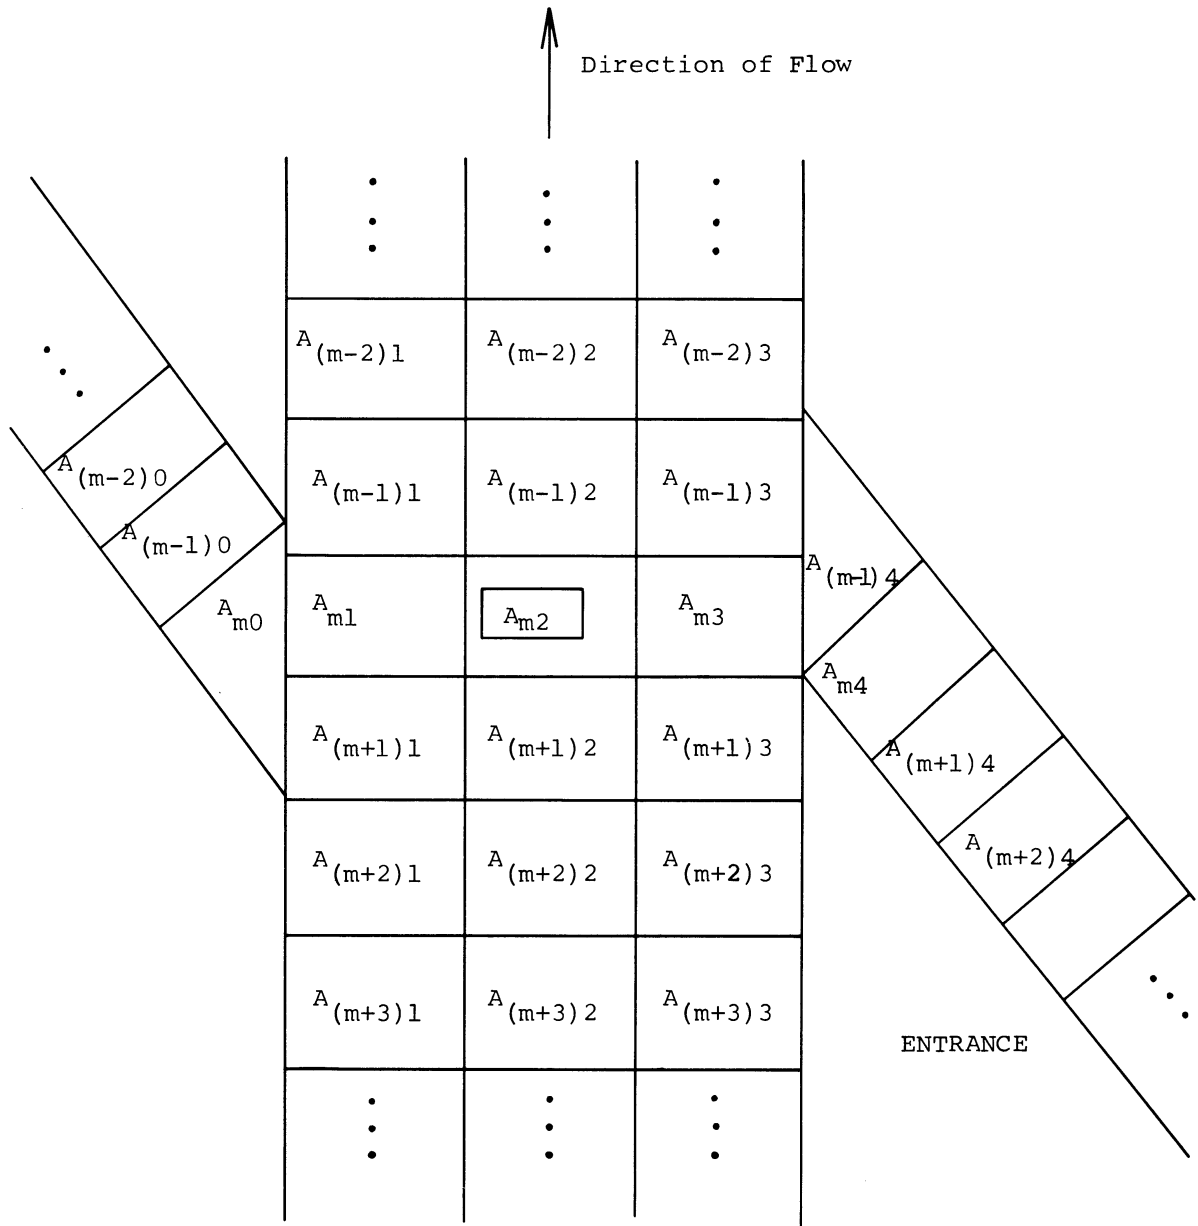 Direction of Flow
A(m-2)1 A(m-2)2 A(m-2)3
A(m-2)0 A(m-1)1 A(m-1)2 A(m-1)3
A(m-1)0 A(m-1)4
Am0 Am1 Am2 Am3
Am4
A(m+1)1 A(m+1)2 A(m+1)3 A(m+1)4
A(m+2)1 A(m+2)2 A(m+2)3 A(m+2)4
A(m+3)1 A(m+3)2 A(m+3)3
ENTRANCE